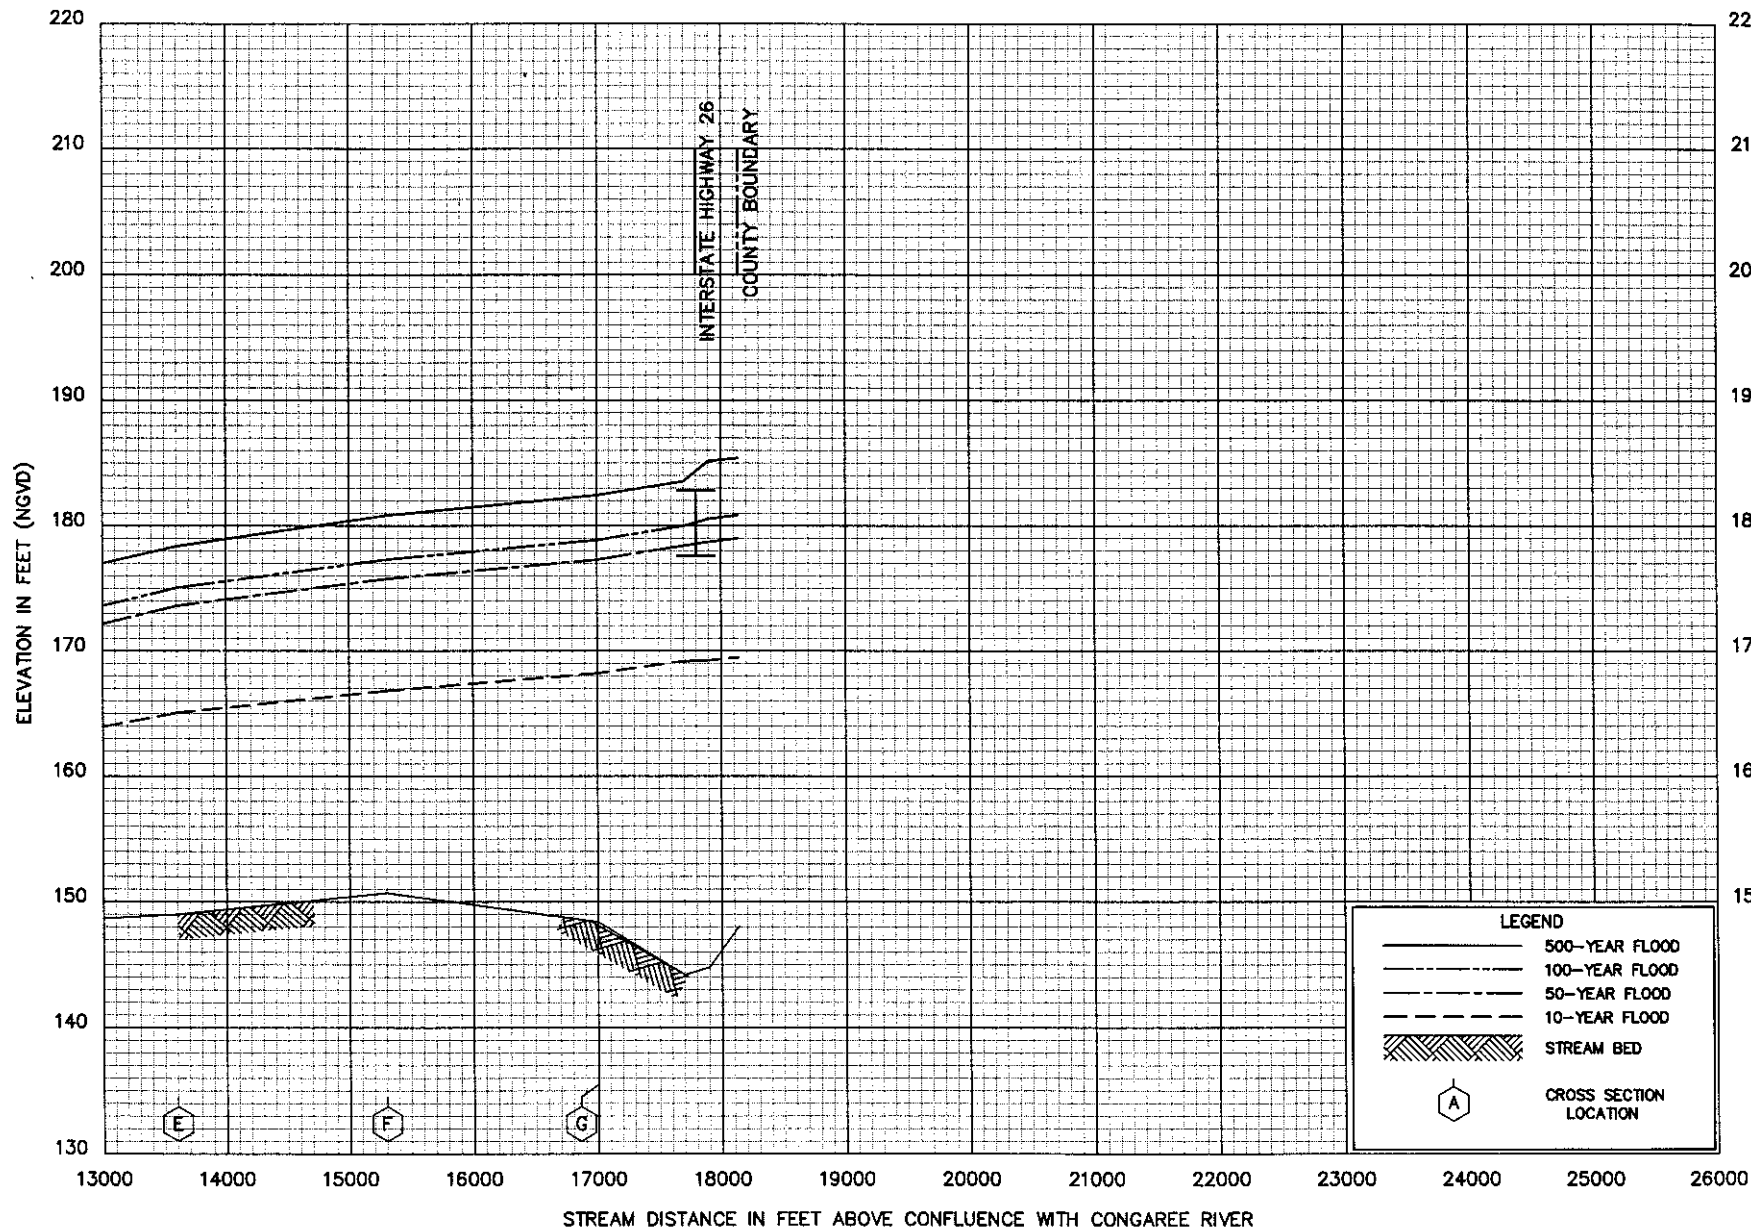 220
210
200
190
180
170
160
150
140
130
ELEVATION IN FEET (NGVD)
INTERSTATE HIGHWAY 26
COUNTY BOUNDARY
22
21
20
19
18
17
16
15
E
F
G
LEGEND
500-YEAR FLOOD
100-YEAR FLOOD
50-YEAR FLOOD
10-YEAR FLOOD
STREAM BED
A
CROSS SECTION
LOCATION
13000 14000 15000 16000 17000 18000 19000 20000 21000 22000 23000 24000 25000 26000
STREAM DISTANCE IN FEET ABOVE CONFLUENCE WITH CONGAREE RIVER